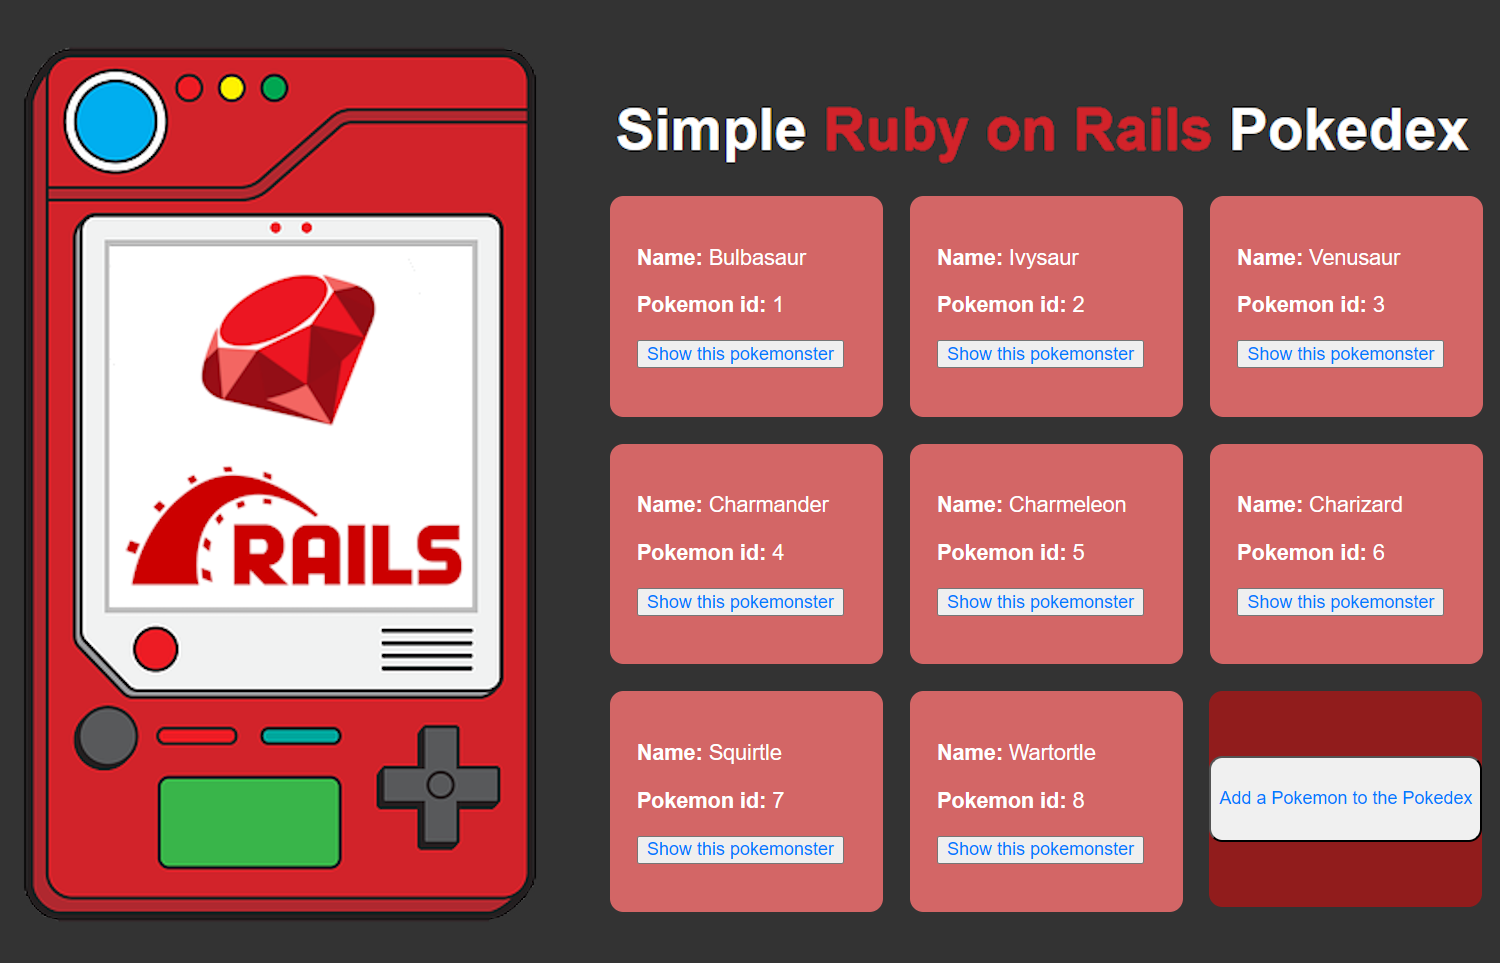 Simple Ruby on Rails Pokedex
RAILS
Name: Bulbasaur
Pokemon id: 1
Show this pokemonster
Name: Ivysaur
Pokemon id: 2
Show this pokemonster
Name: Venusaur
Pokemon id: 3
Show this pokemonster
Name: Charmander
Pokemon id: 4
Show this pokemonster
Name: Charmeleon
Pokemon id: 5
Show this pokemonster
Name: Charizard
Pokemon id: 6
Show this pokemonster
Name: Squirtle
Pokemon id: 7
Show this pokemonster
Name: Wartortle
Pokemon id: 8
Show this pokemonster
Add a Pokemon to the Pokedex